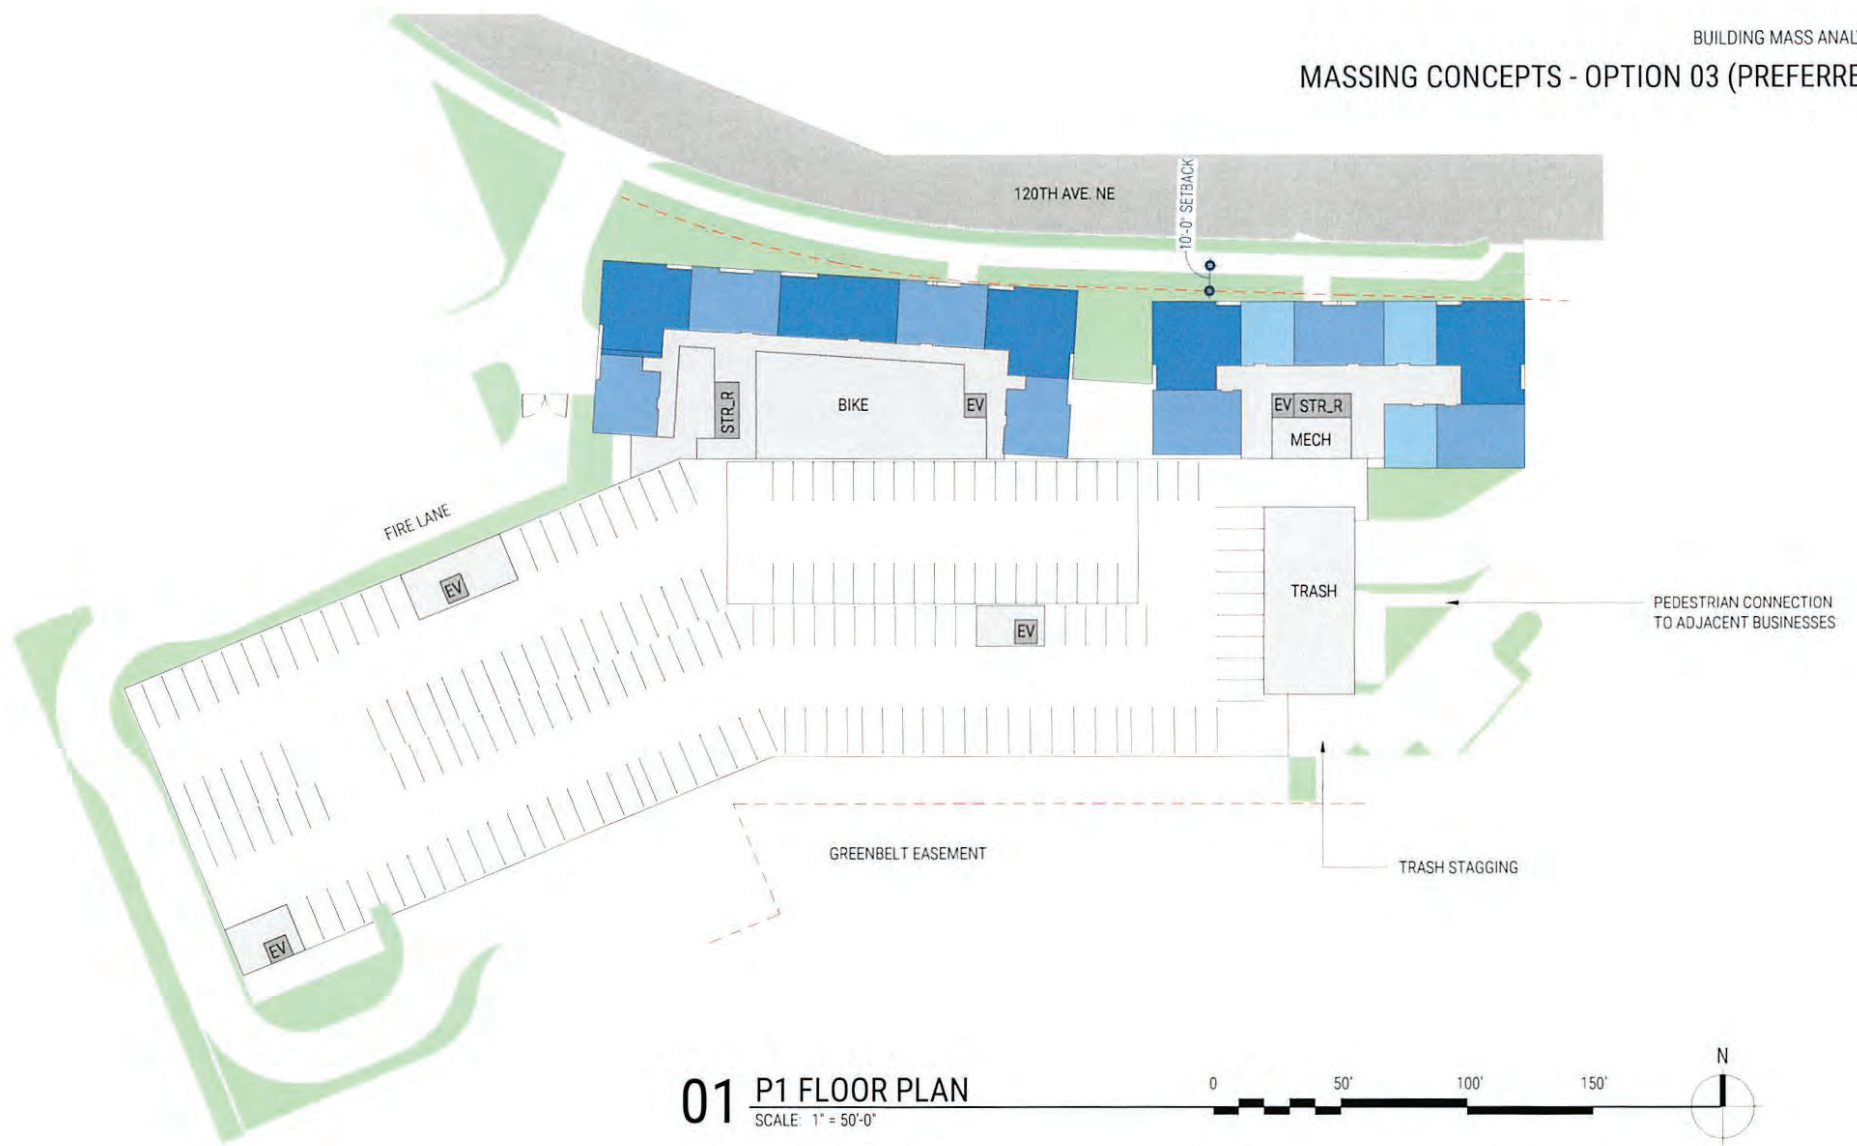 BUILDING MASS ANAL
MASSING CONCEPTS - OPTION 03 (PREFERRE
120TH AVE. NE
10'-0" SETBACK
STR_R
BIKE
EV
EV STR_R
MECH
FIRE LANE
EV
TRASH
EV
PEDESTRIAN CONNECTION
TO ADJACENT BUSINESSES
GREENBELT EASEMENT
TRASH STAGGING
EV
01 P1 FLOOR PLAN
SCALE: 1" = 50'-0"
0 50' 100' 150'
N